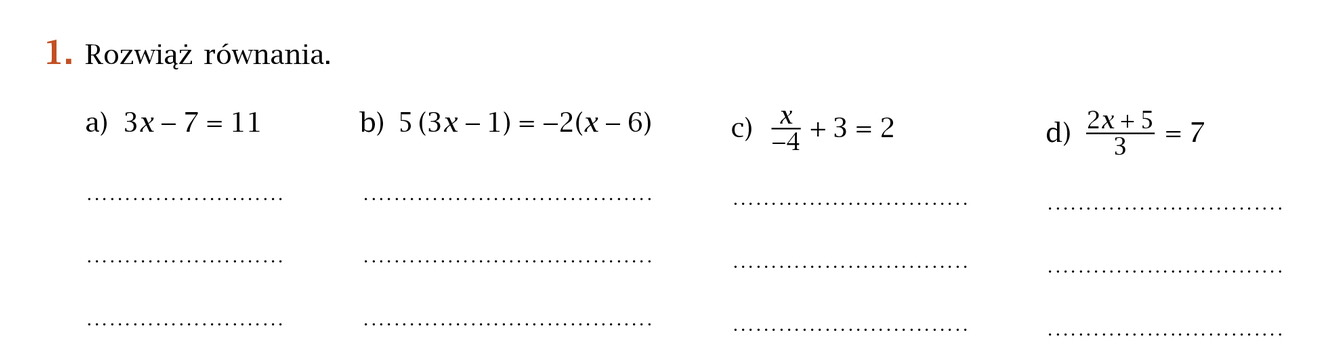 1. Rozwiąż równania.
a) 3x – 7 = 11
b) 5 (3x – 1) = –2(x – 6)
c) x/–4 + 3 = 2
d) 2x + 5/3 = 7